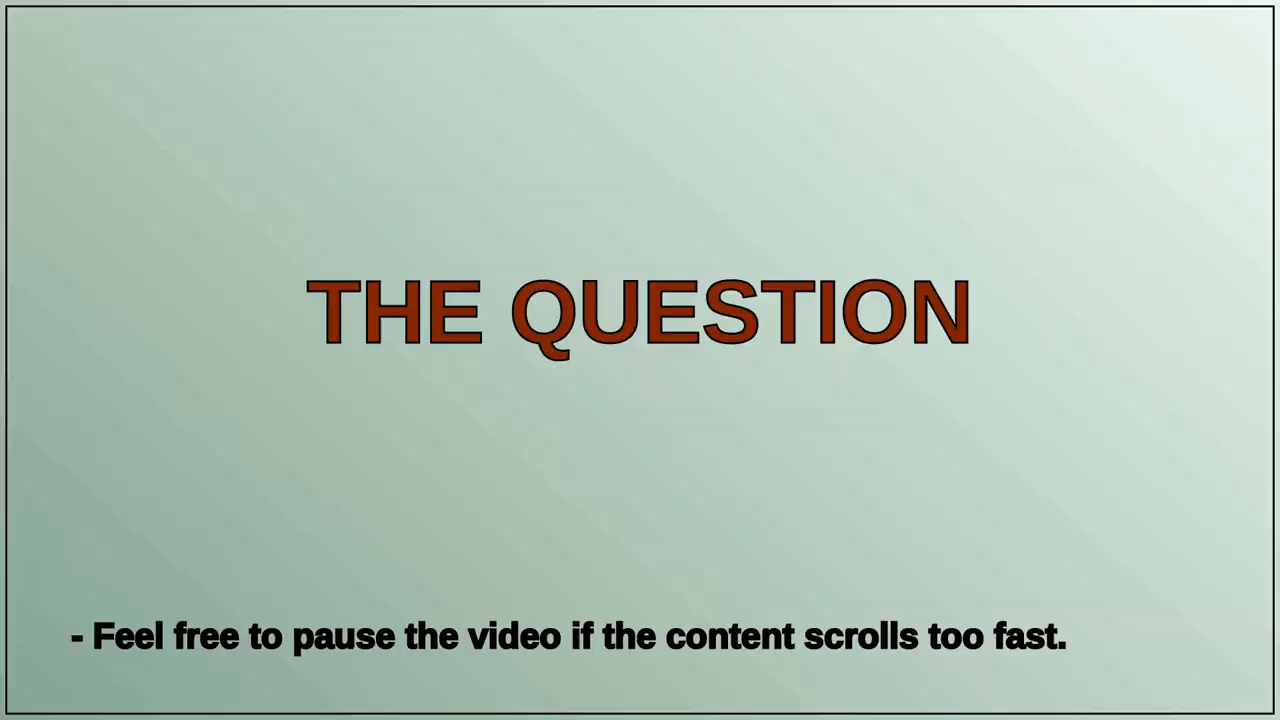 THE QUESTION
- Feel free to pause the video if the content scrolls too fast.